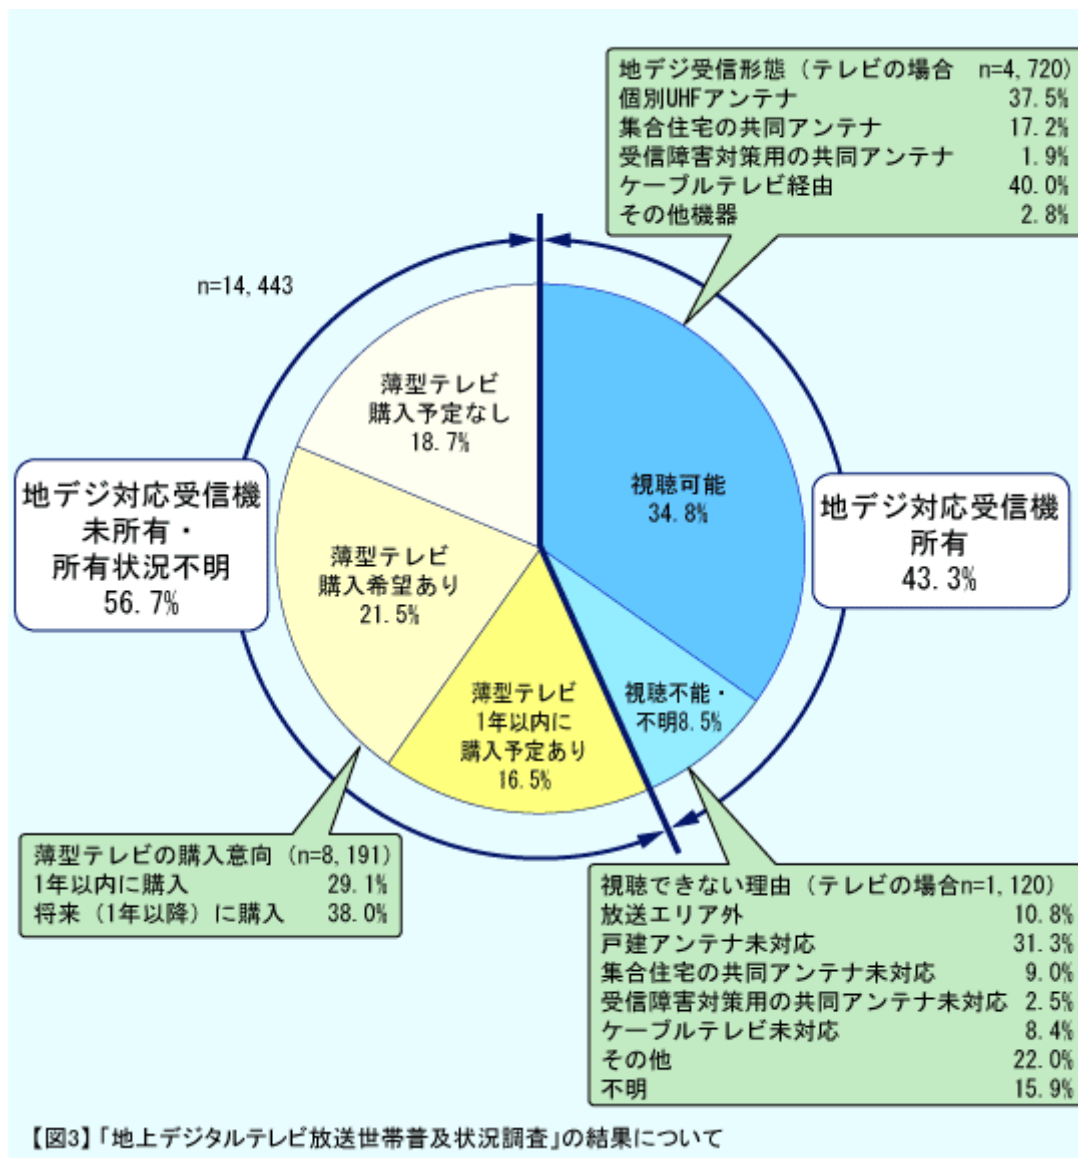 地デジ受信形態（テレビの場合 n=4,720）
個別UHFアンテナ 37.5%
集合住宅の共同アンテナ 17.2%
受信障害対策用の共同アンテナ 1.9%
ケーブルテレビ経由 40.0%
その他機器 2.8%
n=14,443
薄型テレビ
購入予定なし
18.7%
視聴可能
34.8%
地デジ対応受信機
未所有・
所有状況不明
56.7%
地デジ対応受信機
所有
43.3%
薄型テレビ
購入希望あり
21.5%
薄型テレビ
1年以内に
購入予定あり
16.5%
視聴不能・
不明8.5%
薄型テレビの購入意向（n=8,191）
1年以内に購入 29.1%
将来（1年以降）に購入 38.0%
視聴できない理由（テレビの場合n=1,120）
放送エリア外 10.8%
戸建アンテナ未対応 31.3%
集合住宅の共同アンテナ未対応 9.0%
受信障害対策用の共同アンテナ未対応 2.5%
ケーブルテレビ未対応 8.4%
その他 22.0%
不明 15.9%
【図3】「地上デジタルテレビ放送世帯普及状況調査」の結果について